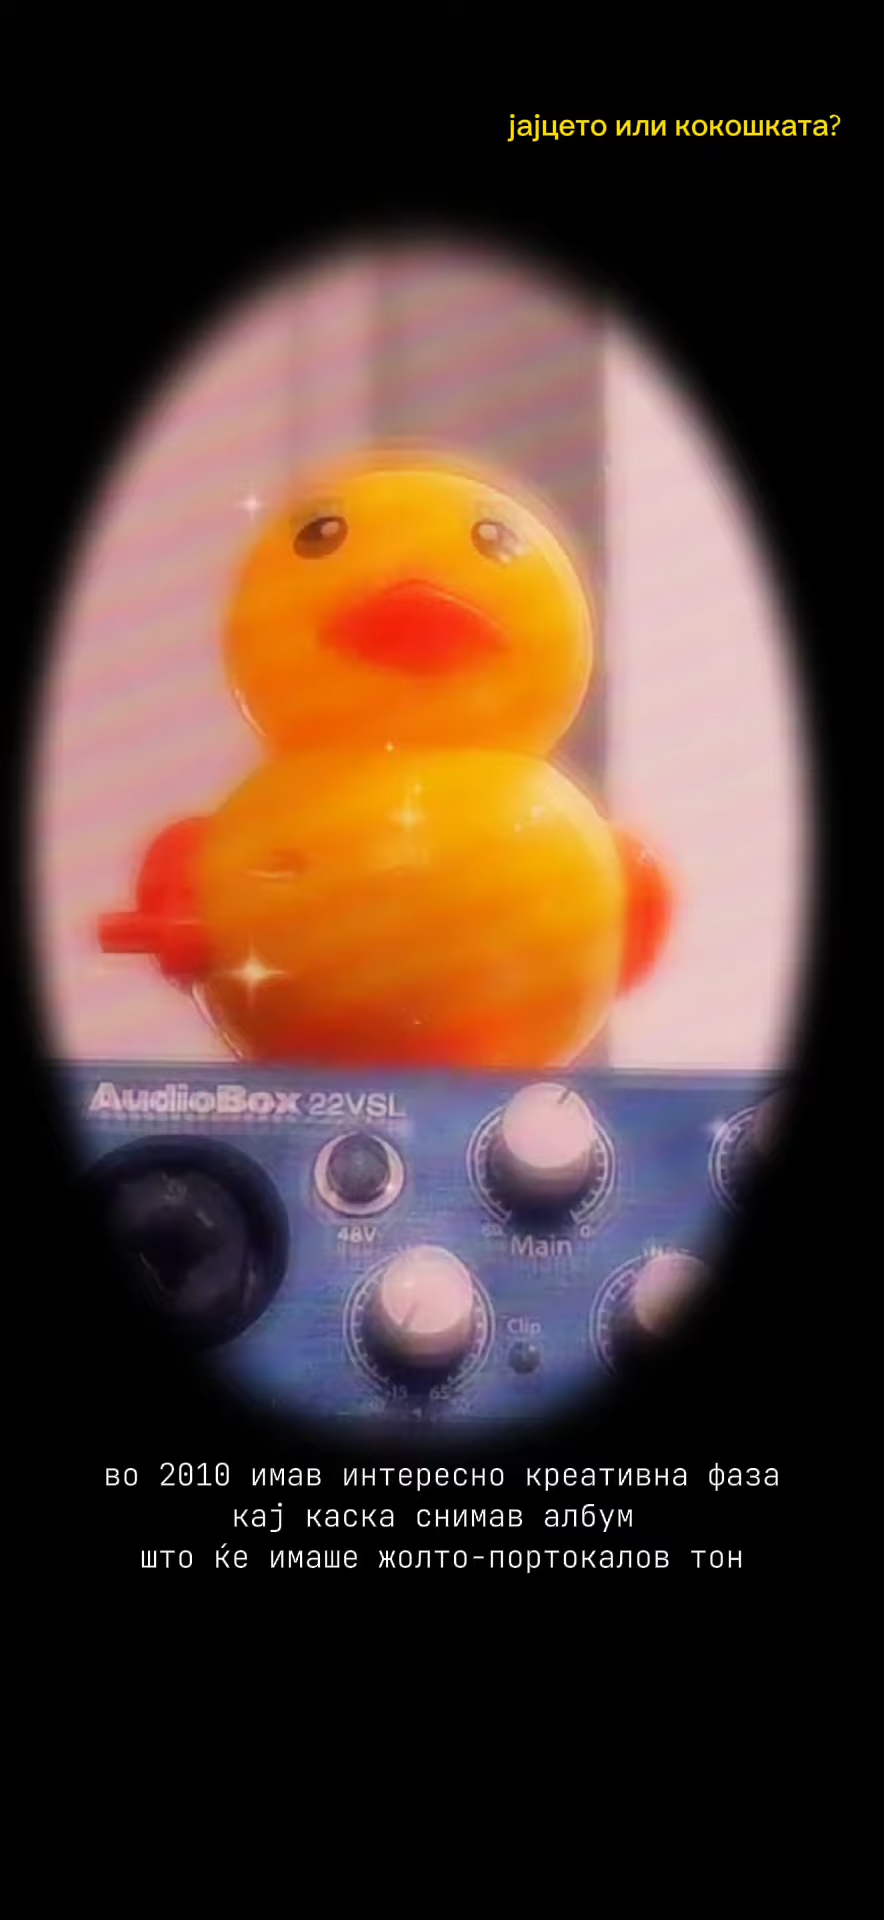 јајцето или кокошката?
AudioBox 22VSL
48V
Main
Clip
во 2010 имав интересно креативна фаза
кај каска снимав албум
што ќе имаше жолто-портокалов тон